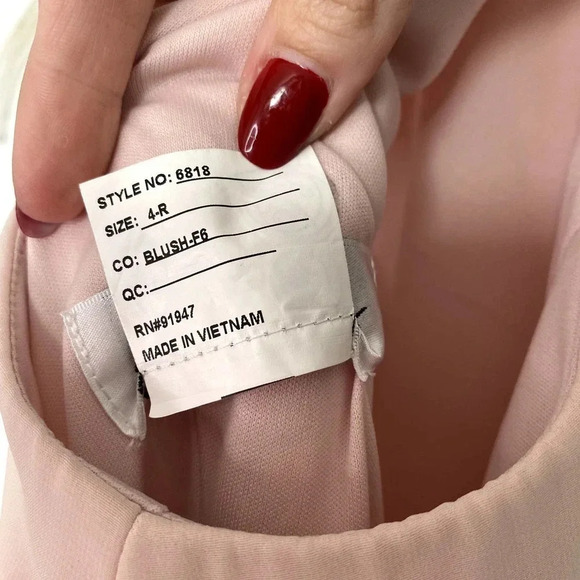 STYLE NO: 6818
SIZE: 4-R
CO: BLUSH-F6
QC:
RN#91947
MADE IN VIETNAM